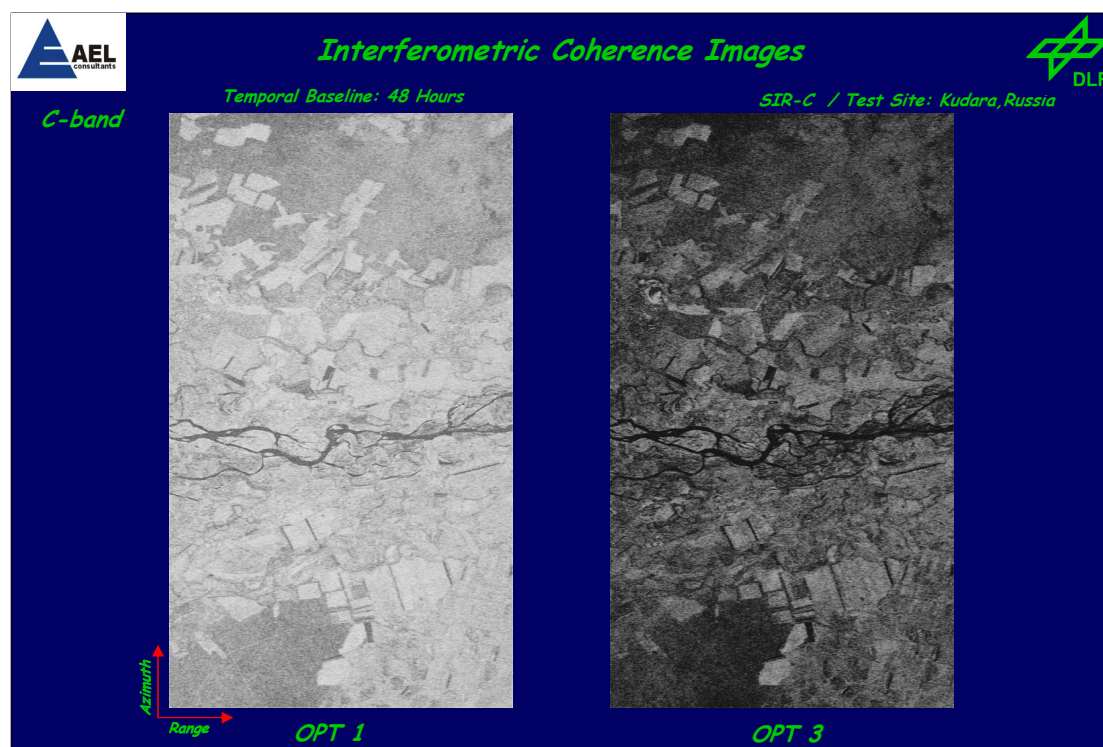 AEL
consultants
Interferometric Coherence Images
DLR
Temporal Baseline: 48 Hours
SIR-C / Test Site: Kudara,Russia
C-band
Azimuth
Range
OPT 1
OPT 3